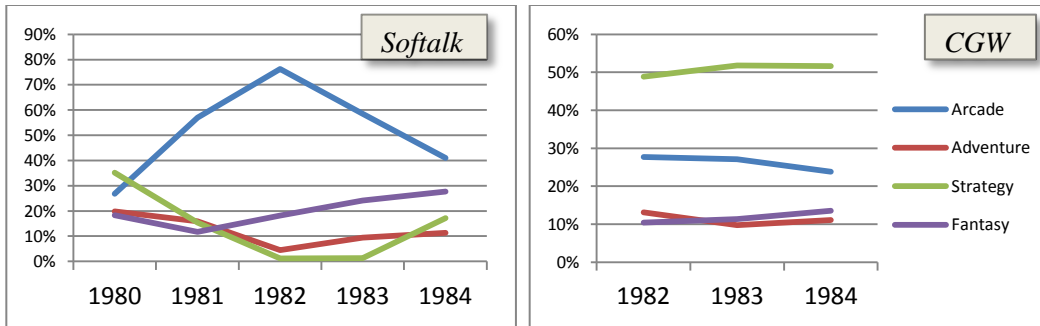 Softalk
90%
80%
70%
60%
50%
40%
30%
20%
10%
0%
1980 1981 1982 1983 1984
CGW
60%
50%
40%
30%
20%
10%
0%
1982 1983 1984
Arcade
Adventure
Strategy
Fantasy